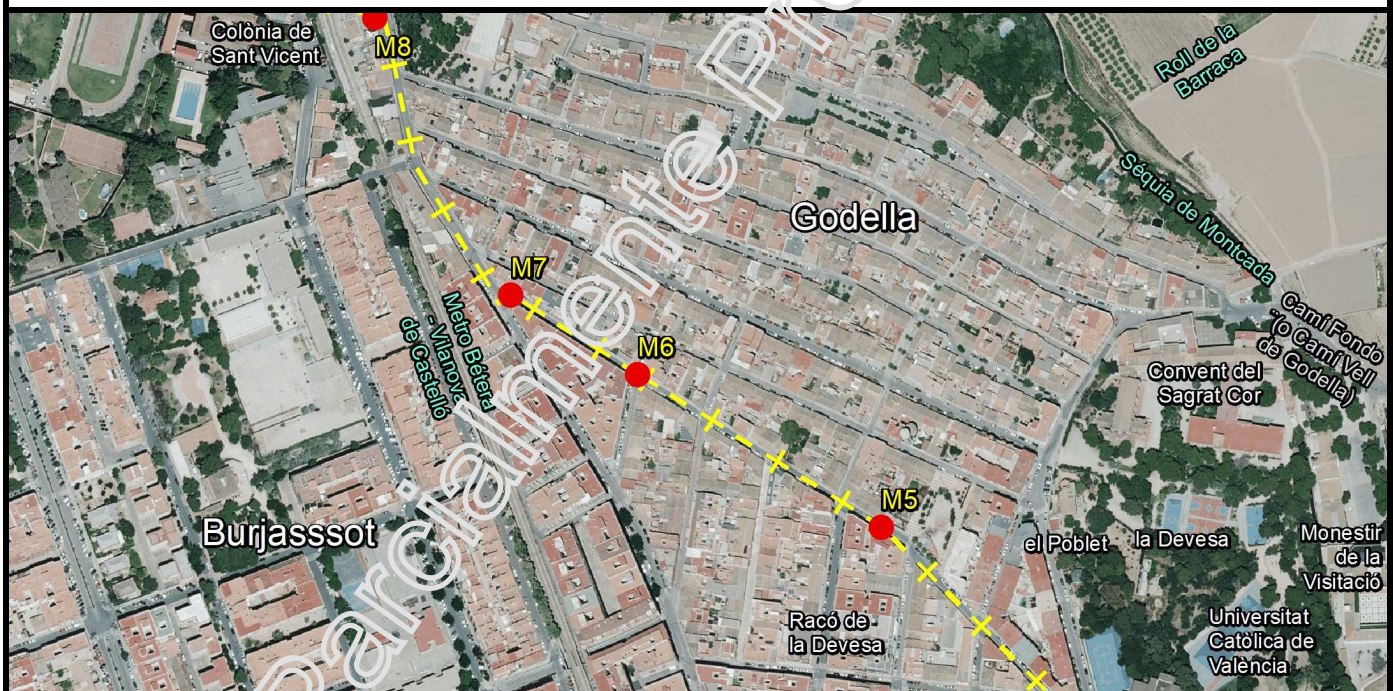 Colònia de
Sant Vicent
M8
Roll de la
Barraca
Séquia de Montcada
Godella
M7
Metro Bétera
- Vilanova
de Castelló
M6
Camí Fondo
(o Camí Vell
de Godella)
Convent del
Sagrat Cor
M5
Burjasssot
el Poblet
la Devesa
Monestir
de la
Visitació
Racó de
la Devesa
Universitat
Catòlica de
València
Parcialmente Pro